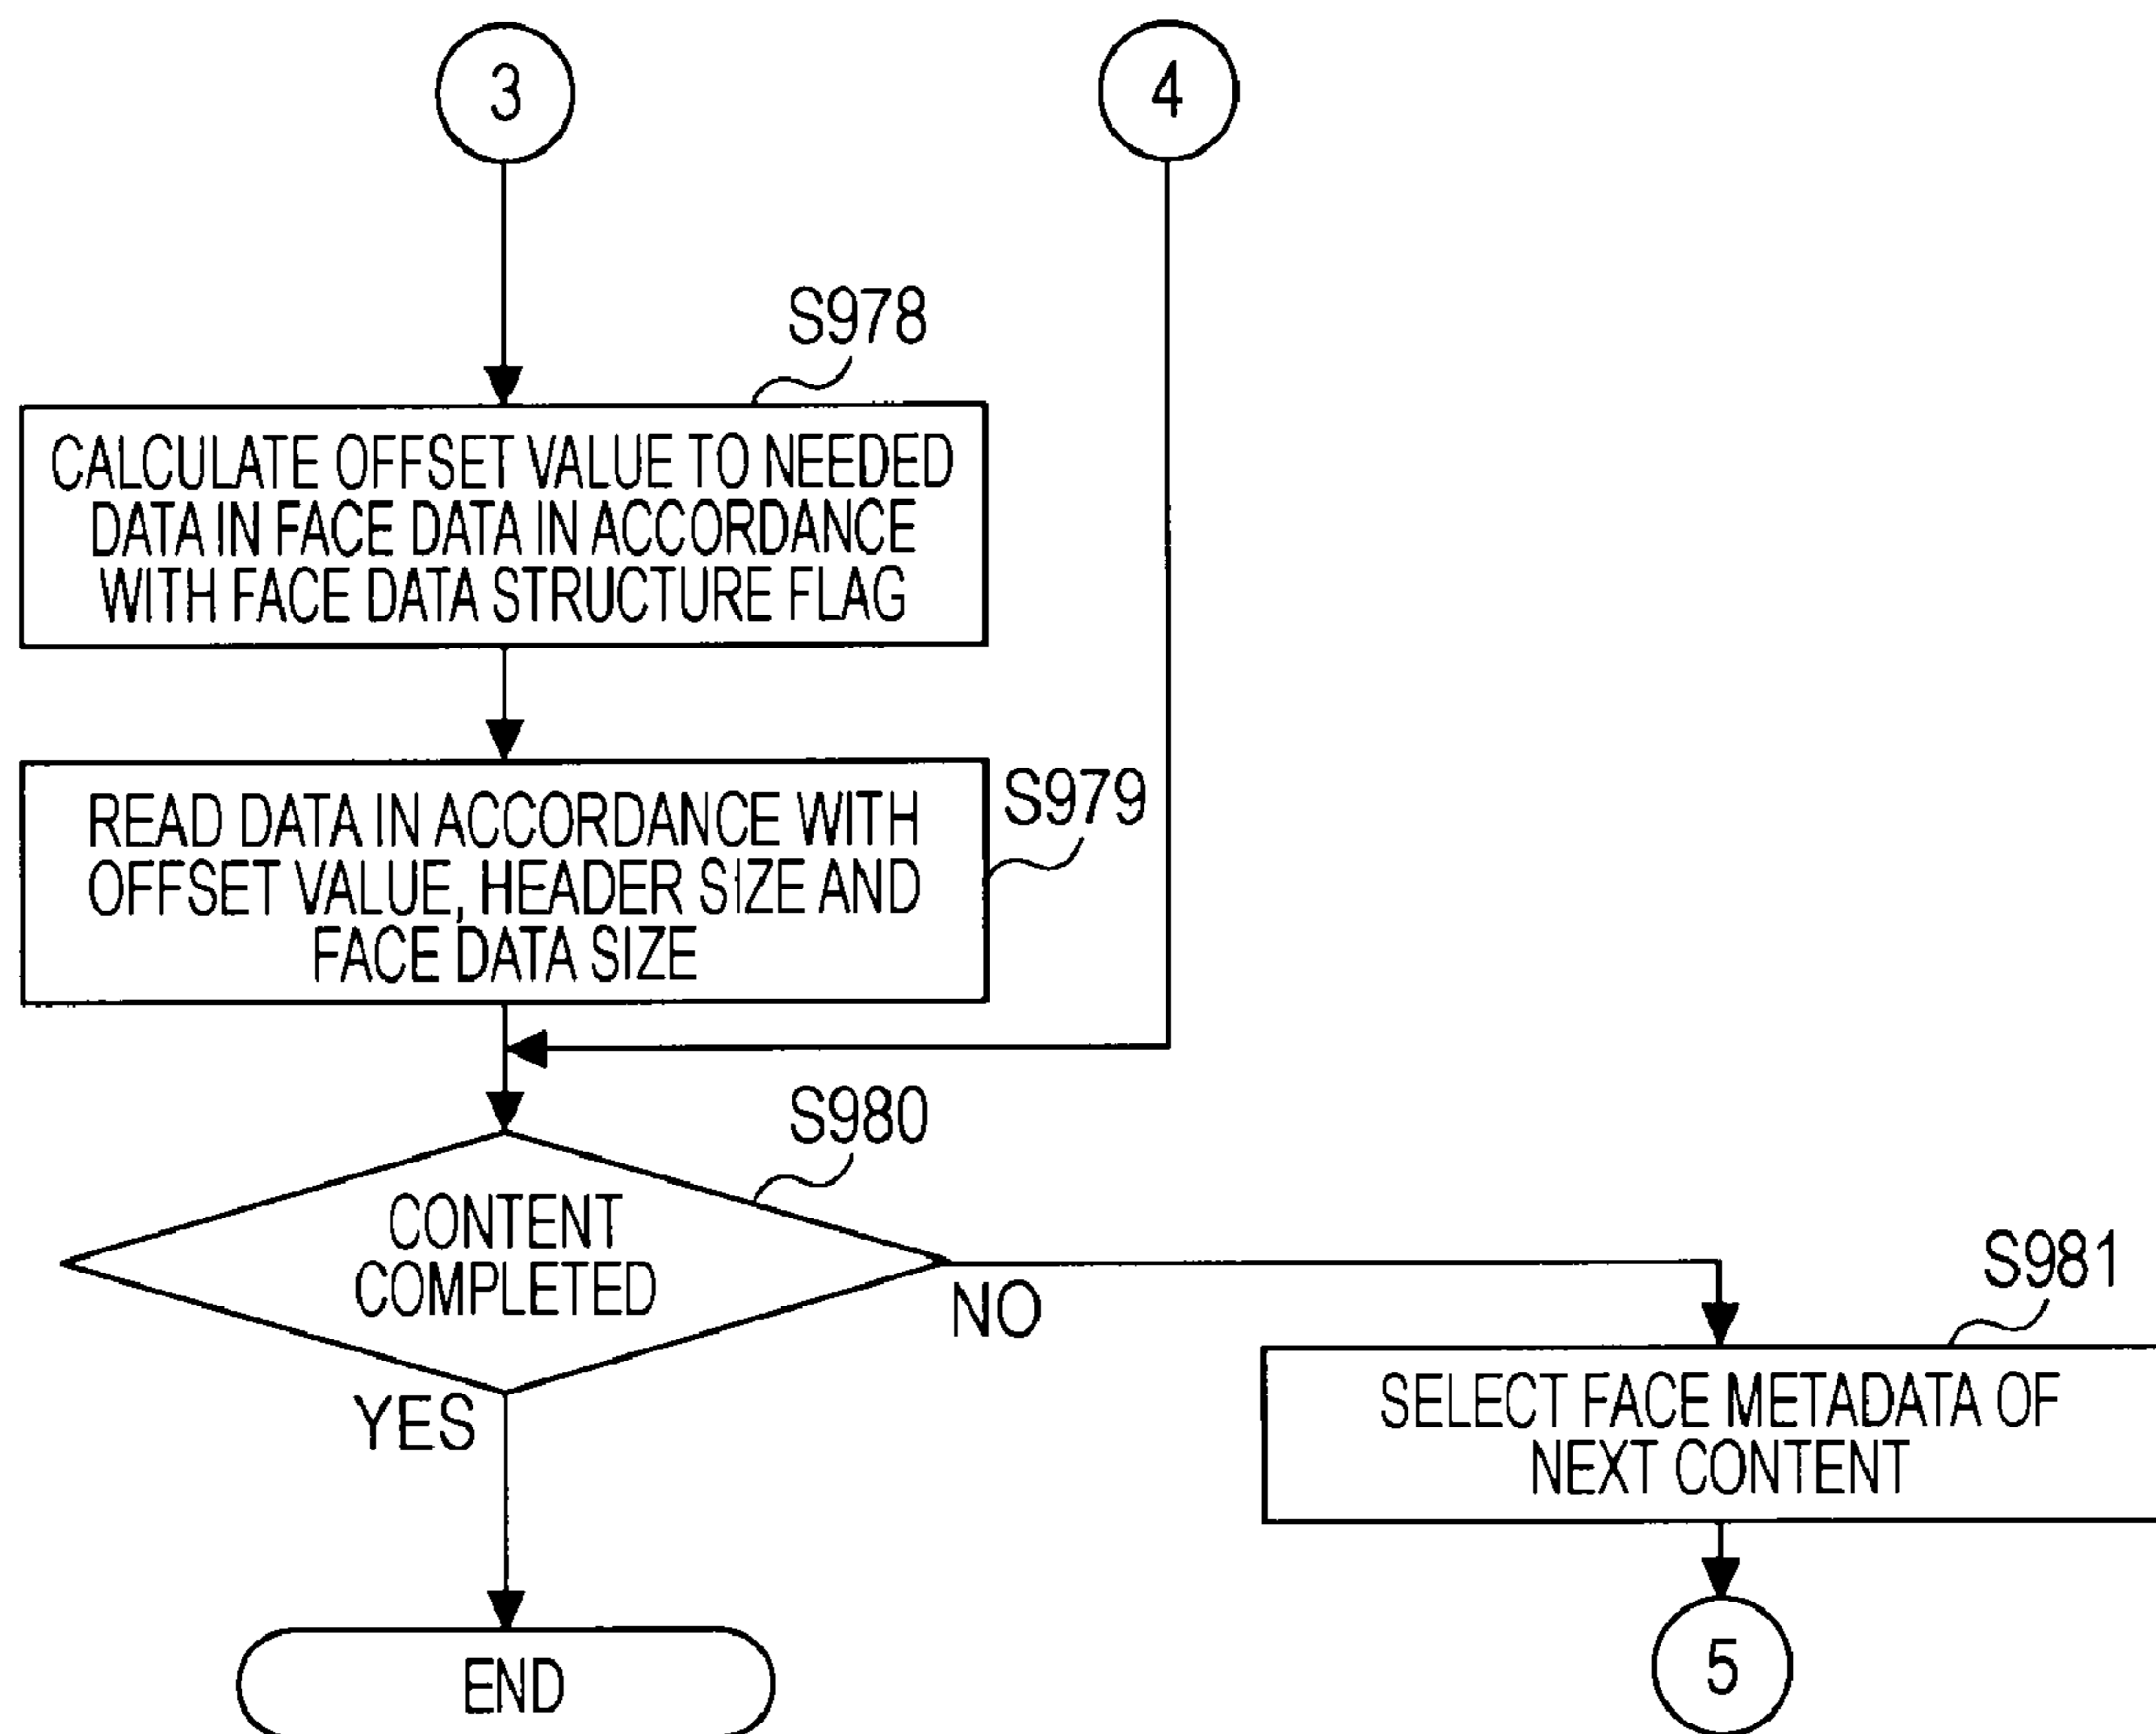 3
4
S978
CALCULATE OFFSET VALUE TO NEEDED
DATA IN FACE DATA IN ACCORDANCE
WITH FACE DATA STRUCTURE FLAG
S979
READ DATA IN ACCORDANCE WITH
OFFSET VALUE, HEADER SIZE AND
FACE DATA SIZE
S980
CONTENT
COMPLETED
NO
YES
S981
SELECT FACE METADATA OF
NEXT CONTENT
END
5